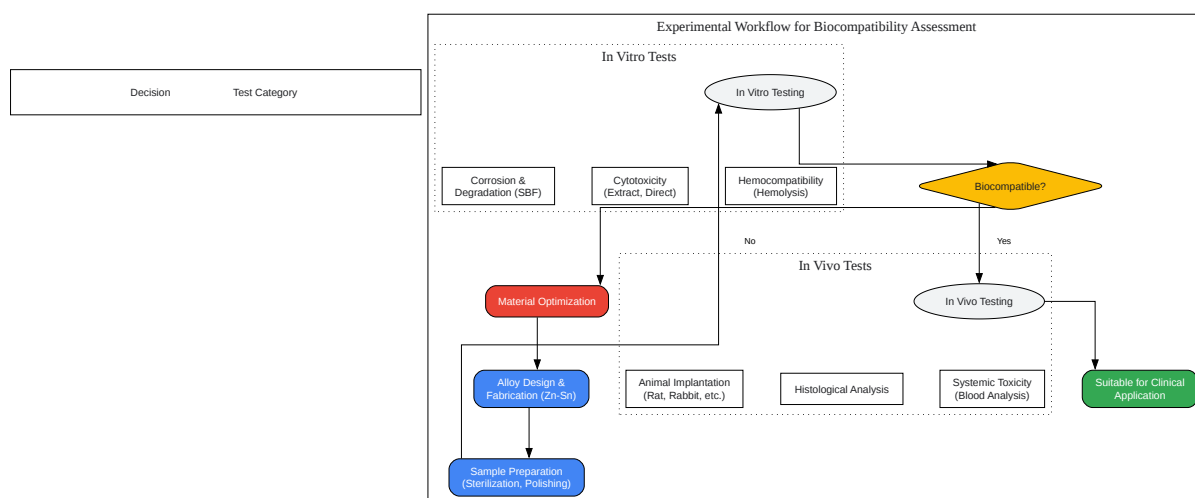 Experimental Workflow for Biocompatibility Assessment
In Vitro Tests
Decision
Test Category
In Vitro Testing
Corrosion &
Degradation (SBF)
Cytotoxicity
(Extract, Direct)
Hemocompatibility
(Hemolysis)
Biocompatible?
No
Yes
In Vivo Tests
Material Optimization
In Vivo Testing
Alloy Design &
Fabrication (Zn-Sn)
Animal Implantation
(Rat, Rabbit, etc.)
Histological Analysis
Systemic Toxicity
(Blood Analysis)
Suitable for Clinical
Application
Sample Preparation
(Sterilization, Polishing)